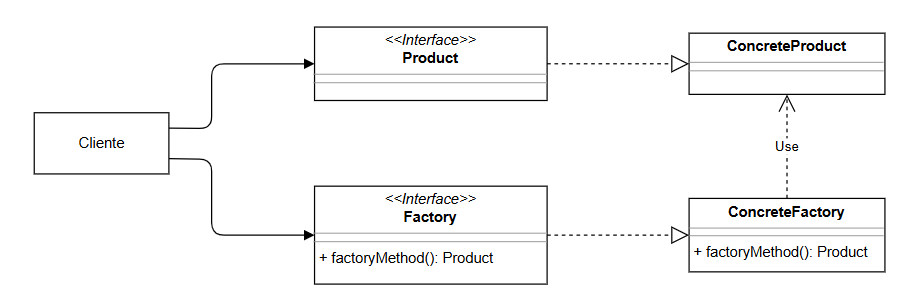 Cliente
<<Interface>>
Product
ConcreteProduct
Use
<<Interface>>
Factory
+ factoryMethod(): Product
ConcreteFactory
+ factoryMethod(): Product